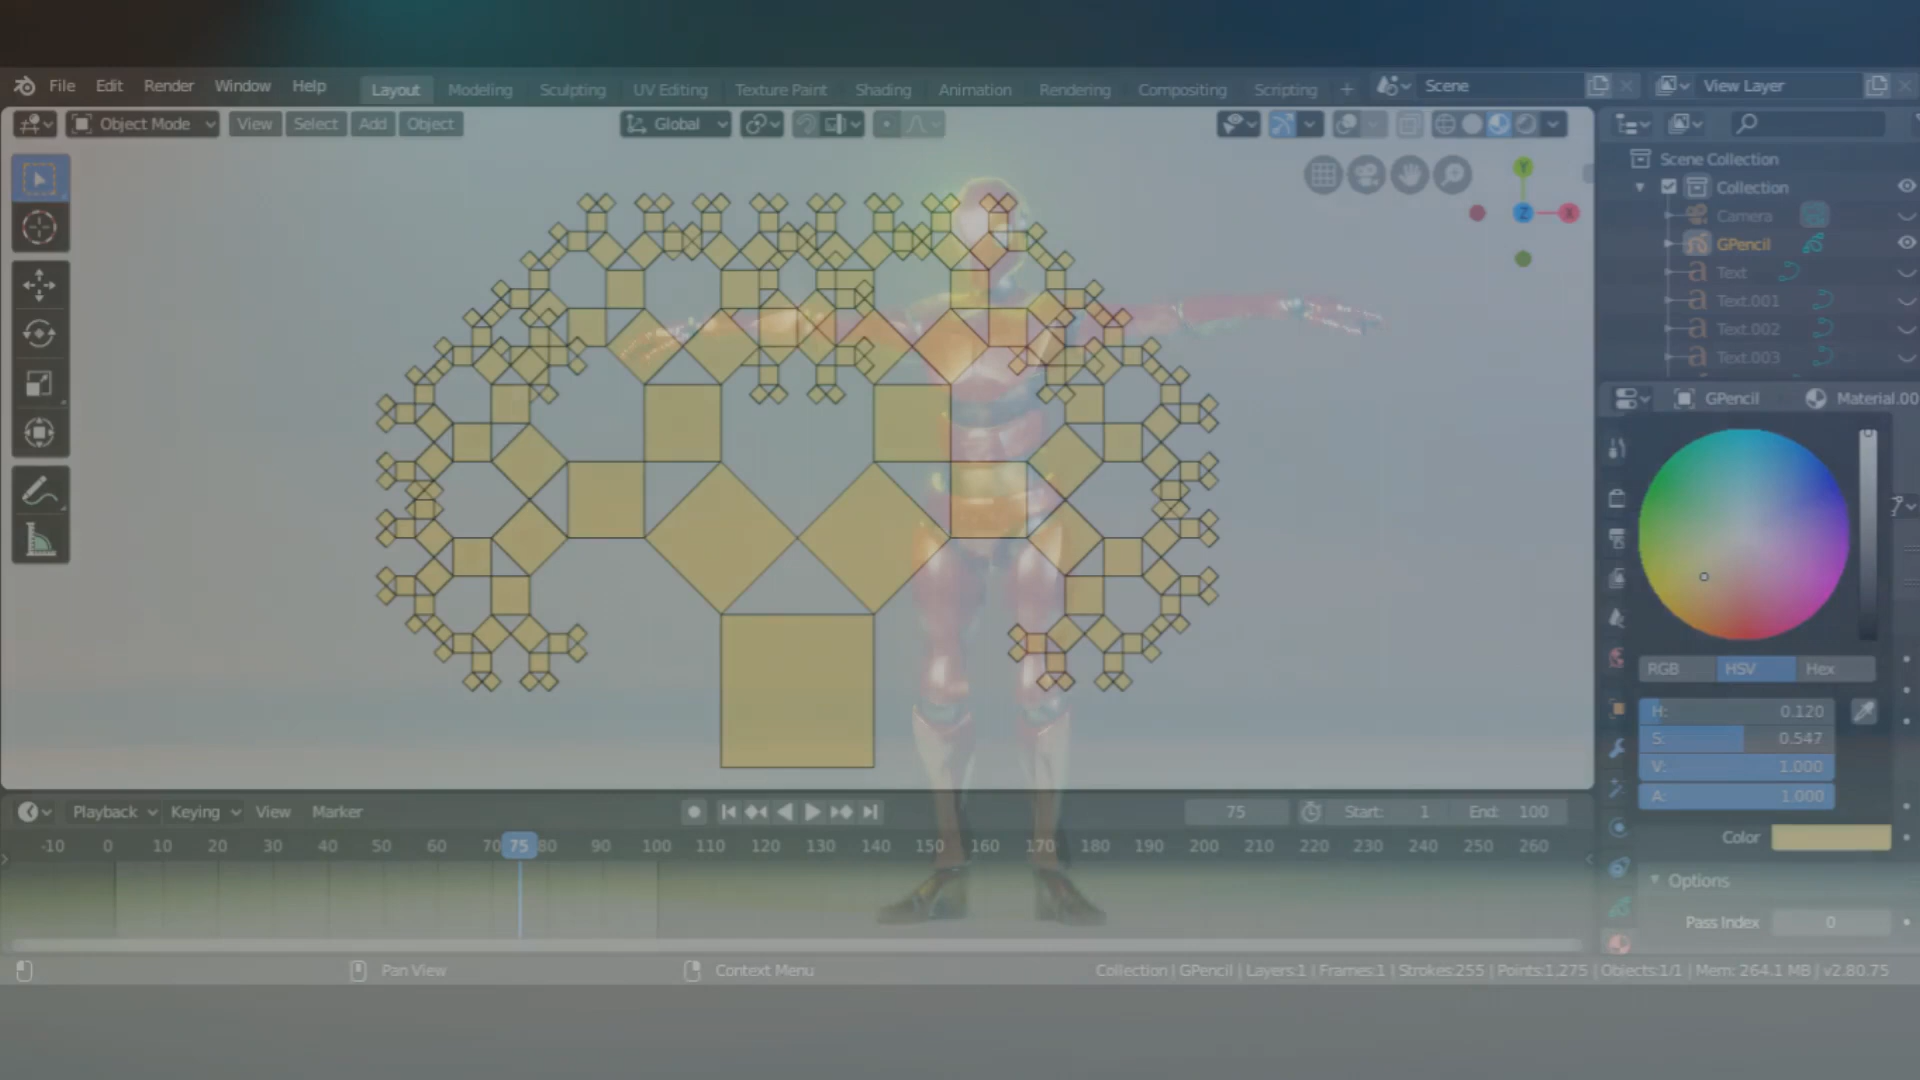 File Edit Render Window Help Layout Modeling Sculpting UV Editing Texture Paint Shading Animation Rendering Compositing Scripting + Scene View Layer
Object Mode View Select Add Object Global
Y
Z X
Scene Collection
Collection
Camera
GPencil
Text
Text.001
Text.002
Text.003
GPencil Material.00
RGB HSV Hex
H: 0.120
S: 0.547
V: 1.000
A: 1.000
Color
Options
Pass Index 0
Playback Keying View Marker 75 Start: 1 End: 100
-10 0 10 20 30 40 50 60 70 75 80 90 100 110 120 130 140 150 160 170 180 190 200 210 220 230 240 250 260
Pan View Context Menu Collection | GPencil | Layers:1 | Frames:1 | Strokes:255 | Points:1,275 | Objects:1/1 | Mem: 264.1 MB | v2.80.75